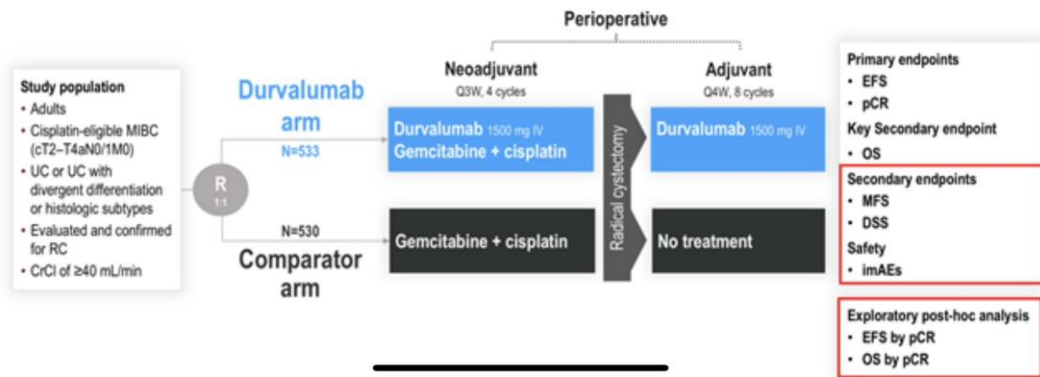 Perioperative
Study population
• Adults
• Cisplatin-eligible MIBC
(cT2–T4aN0/1M0)
• UC or UC with
divergent differentiation
or histologic subtypes
• Evaluated and confirmed
for RC
• CrCl of ≥40 mL/min
R
1:1
Durvalumab
arm
N=533
N=530
Comparator
arm
Neoadjuvant
Q3W, 4 cycles
Durvalumab 1500 mg IV
Gemcitabine + cisplatin
Gemcitabine + cisplatin
Radical cystectomy
Adjuvant
Q4W, 8 cycles
Durvalumab 1500 mg IV
No treatment
Primary endpoints
• EFS
• pCR
Key Secondary endpoint
• OS
Secondary endpoints
• MFS
• DSS
Safety
• imAEs
Exploratory post-hoc analysis
• EFS by pCR
• OS by pCR